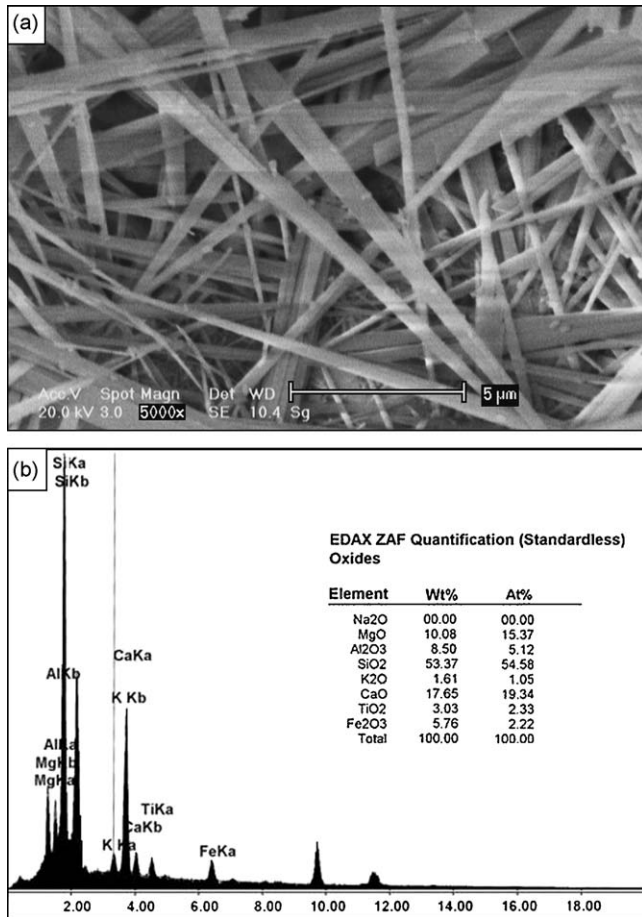 (a)
Acc.V Spot Magn Det WD 5 µm
20.0 kV 3.0 5000x SE 10.4 Sg
(b)
SiKa
SiKb
EDAX ZAF Quantification (Standardless)
Oxides
Element Wt% At%
Na2O 00.00 00.00
MgO 10.08 15.37
Al2O3 8.50 5.12
SiO2 53.37 54.58
K2O 1.61 1.05
CaO 17.65 19.34
TiO2 3.03 2.33
Fe2O3 5.76 2.22
Total 100.00 100.00
CaKa
AlKb
K Kb
AlKa
MgKb
MgKa
TiKa
CaKb
K Ka
FeKa
2.00 4.00 6.00 8.00 10.00 12.00 14.00 16.00 18.00